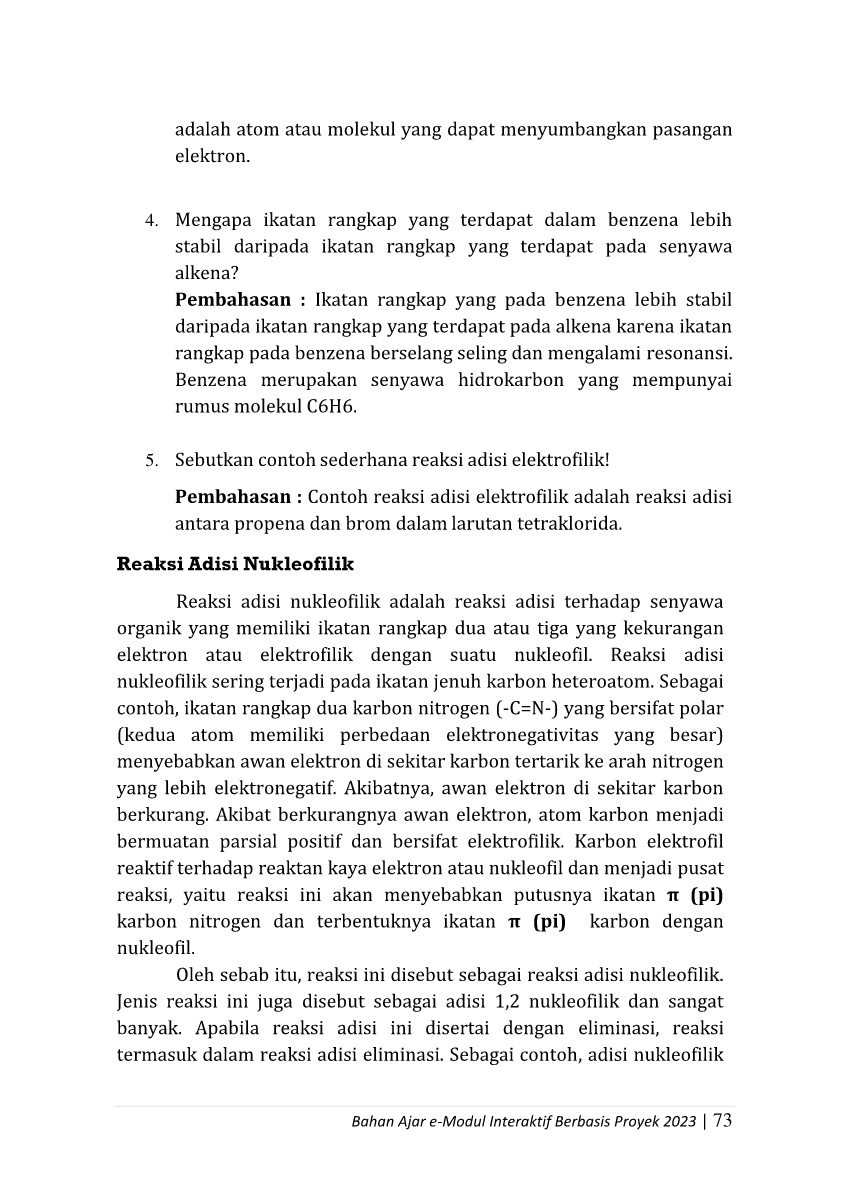 adalah atom atau molekul yang dapat menyumbangkan pasangan
elektron.
4. Mengapa ikatan rangkap yang terdapat dalam benzena lebih
stabil daripada ikatan rangkap yang terdapat pada senyawa
alkena?
Pembahasan : Ikatan rangkap yang pada benzena lebih stabil
daripada ikatan rangkap yang terdapat pada alkena karena ikatan
rangkap pada benzena berselang seling dan mengalami resonansi.
Benzena merupakan senyawa hidrokarbon yang mempunyai
rumus molekul C6H6.
5. Sebutkan contoh sederhana reaksi adisi elektrofilik!
Pembahasan : Contoh reaksi adisi elektrofilik adalah reaksi adisi
antara propena dan brom dalam larutan tetraklorida.
Reaksi Adisi Nukleofilik
Reaksi adisi nukleofilik adalah reaksi adisi terhadap senyawa
organik yang memiliki ikatan rangkap dua atau tiga yang kekurangan
elektron atau elektrofilik dengan suatu nukleofil. Reaksi adisi
nukleofilik sering terjadi pada ikatan jenuh karbon heteroatom. Sebagai
contoh, ikatan rangkap dua karbon nitrogen (-C=N-) yang bersifat polar
(kedua atom memiliki perbedaan elektronegativitas yang besar)
menyebabkan awan elektron di sekitar karbon tertarik ke arah nitrogen
yang lebih elektronegatif. Akibatnya, awan elektron di sekitar karbon
berkurang. Akibat berkurangnya awan elektron, atom karbon menjadi
bermuatan parsial positif dan bersifat elektrofilik. Karbon elektrofil
reaktif terhadap reaktan kaya elektron atau nukleofil dan menjadi pusat
reaksi, yaitu reaksi ini akan menyebabkan putusnya ikatan π (pi)
karbon nitrogen dan terbentuknya ikatan π (pi) karbon dengan
nukleofil.
Oleh sebab itu, reaksi ini disebut sebagai reaksi adisi nukleofilik.
Jenis reaksi ini juga disebut sebagai adisi 1,2 nukleofilik dan sangat
banyak. Apabila reaksi adisi ini disertai dengan eliminasi, reaksi
termasuk dalam reaksi adisi eliminasi. Sebagai contoh, adisi nukleofilik
Bahan Ajar e-Modul Interaktif Berbasis Proyek 2023 | 73